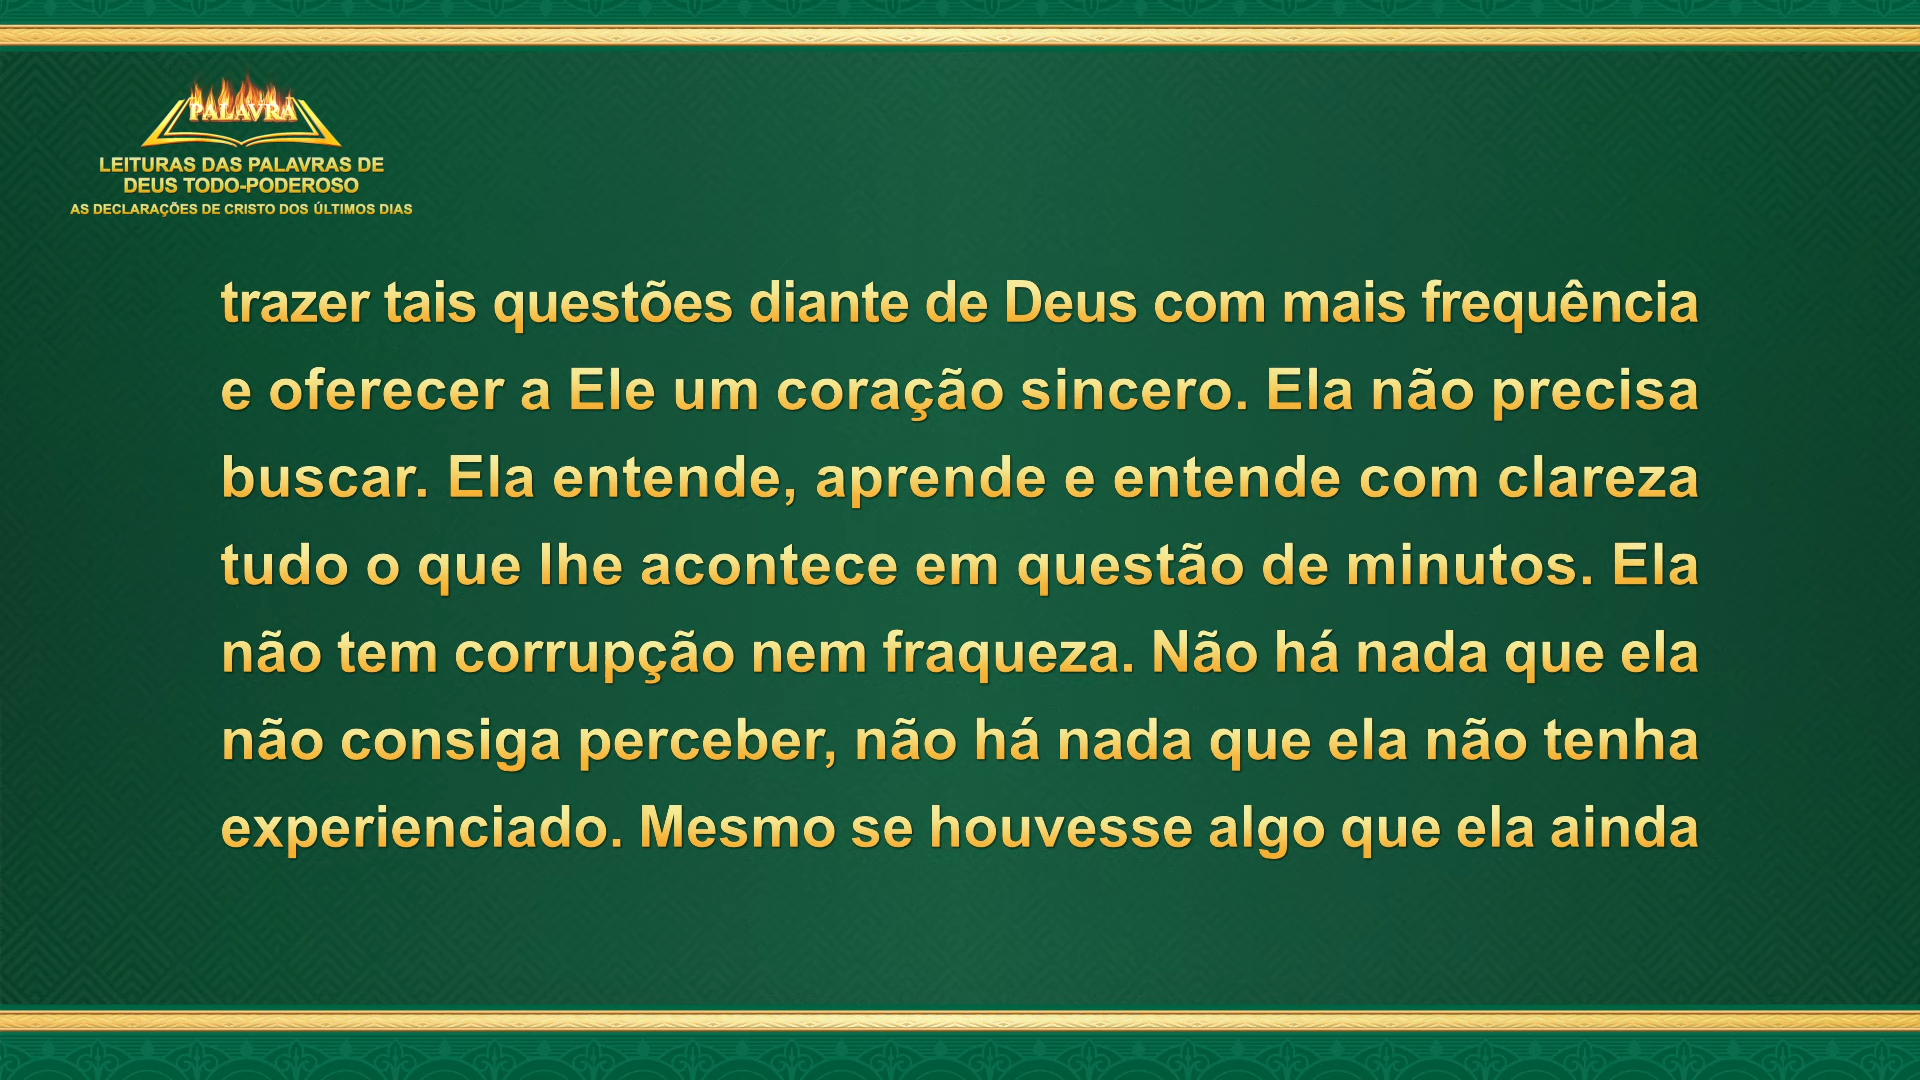 PALAVRA
LEITURAS DAS PALAVRAS DE
DEUS TODO-PODEROSO
AS DECLARAÇÕES DE CRISTO DOS ÚLTIMOS DIAS
trazer tais questões diante de Deus com mais frequência
e oferecer a Ele um coração sincero. Ela não precisa
buscar. Ela entende, aprende e entende com clareza
tudo o que lhe acontece em questão de minutos. Ela
não tem corrupção nem fraqueza. Não há nada que ela
não consiga perceber, não há nada que ela não tenha
experienciado. Mesmo se houvesse algo que ela ainda